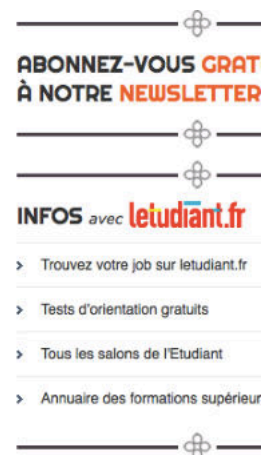 ABONNEZ-VOUS GRAT
À NOTRE NEWSLETTER
INFOS avec letudiant.fr
Trouvez votre job sur letudiant.fr
Tests d'orientation gratuits
Tous les salons de l'Etudiant
Annuaire des formations supérieur